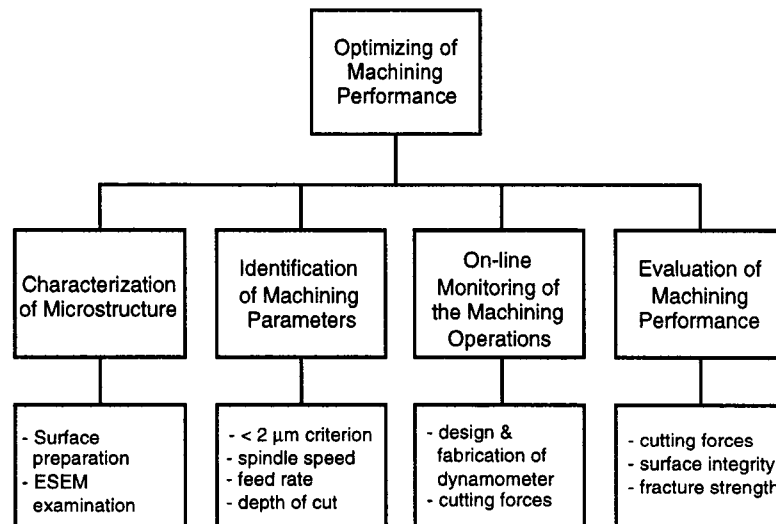 Optimizing of
Machining
Performance
Characterization
of Microstructure
Identification
of Machining
Parameters
On-line
Monitoring of
the Machining
Operations
Evaluation of
Machining
Performance
- Surface
preparation
- ESEM
examination
- < 2 μm criterion
- spindle speed
- feed rate
- depth of cut
- design &
fabrication of
dynamometer
- cutting forces
- cutting forces
- surface integrity
- fracture strength